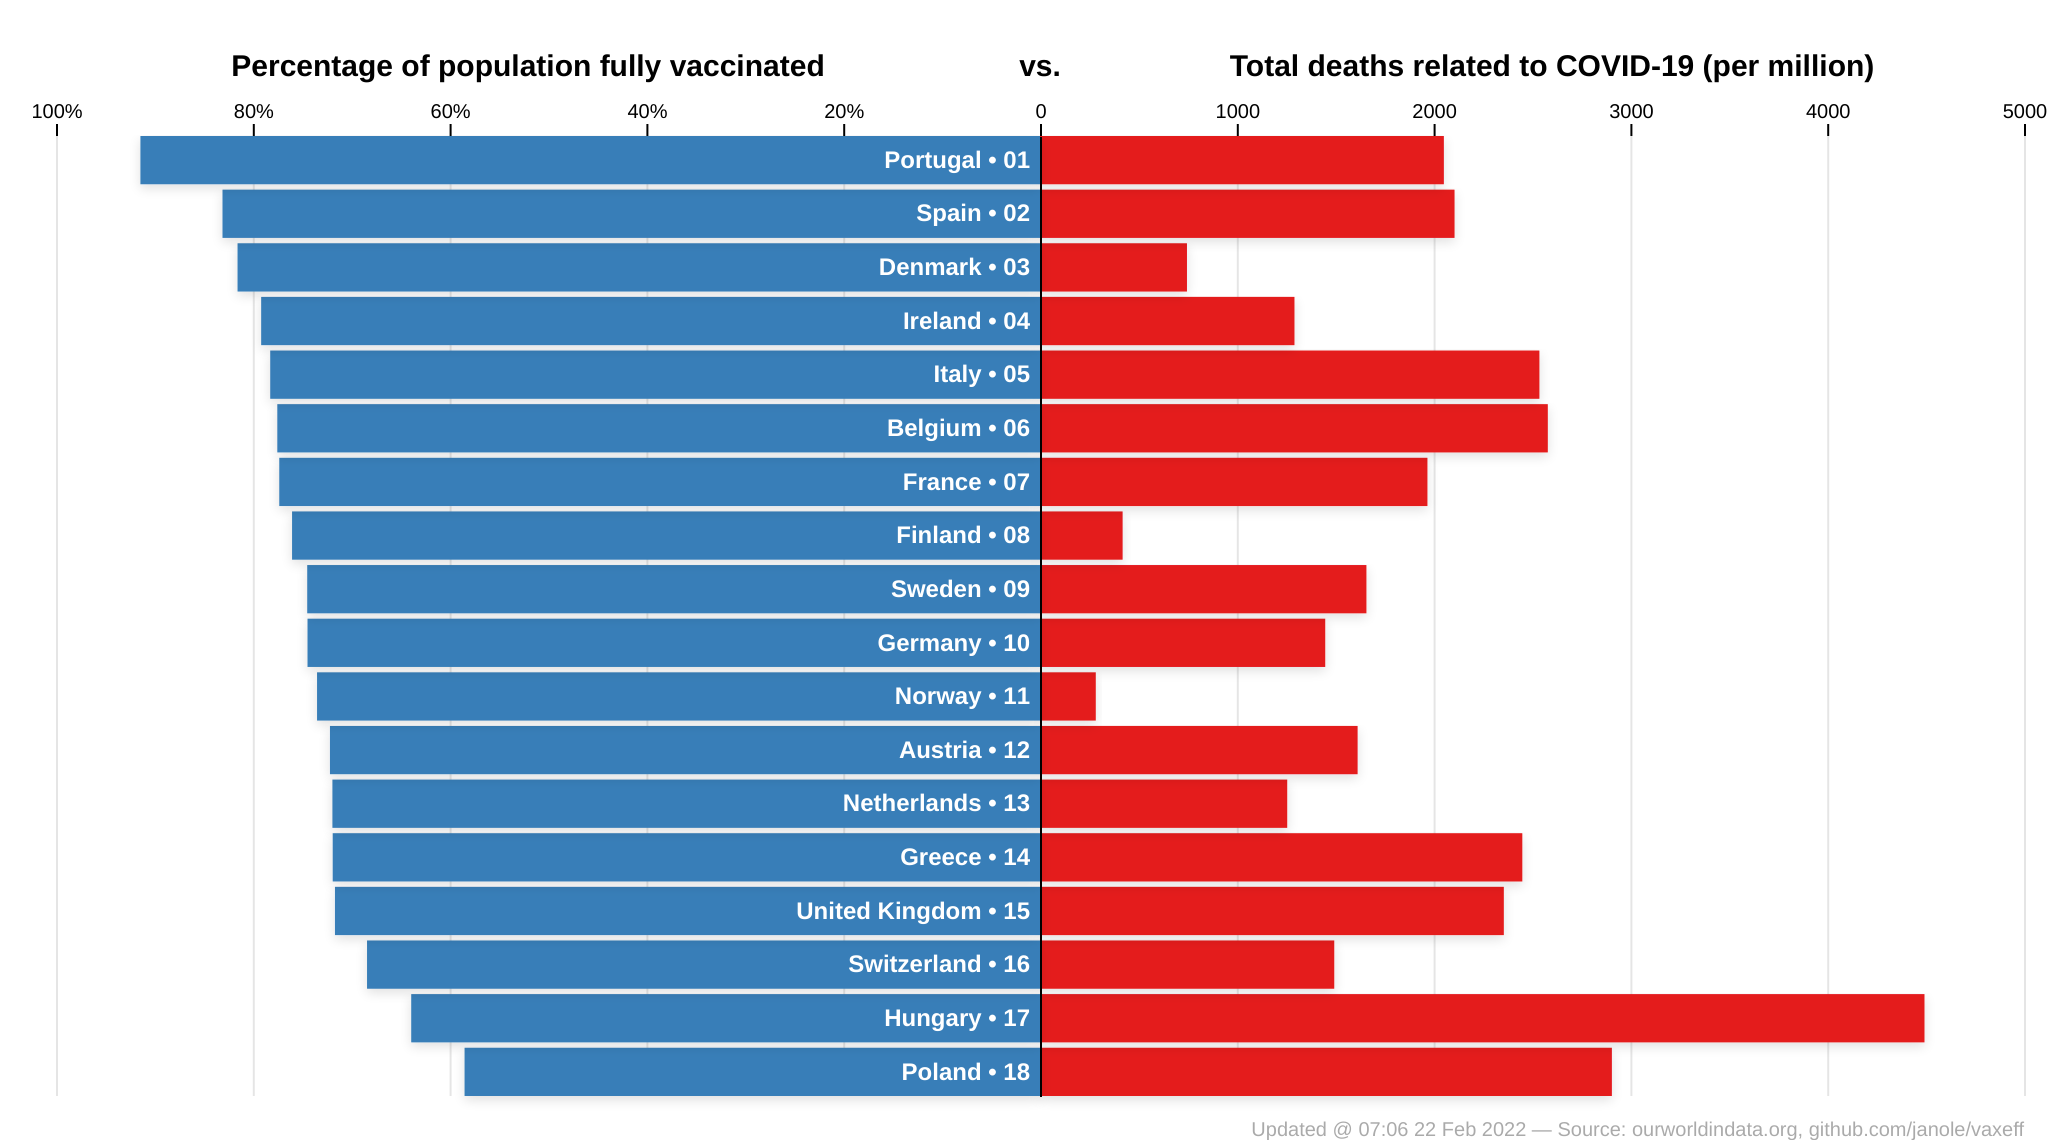 Percentage of population fully vaccinated vs. Total deaths related to COVID-19 (per million)
100% 80% 60% 40% 20% 0 1000 2000 3000 4000 5000
Portugal • 01
Spain • 02
Denmark • 03
Ireland • 04
Italy • 05
Belgium • 06
France • 07
Finland • 08
Sweden • 09
Germany • 10
Norway • 11
Austria • 12
Netherlands • 13
Greece • 14
United Kingdom • 15
Switzerland • 16
Hungary • 17
Poland • 18
Updated @ 07:06 22 Feb 2022 — Source: ourworldindata.org, github.com/janole/vaxeff